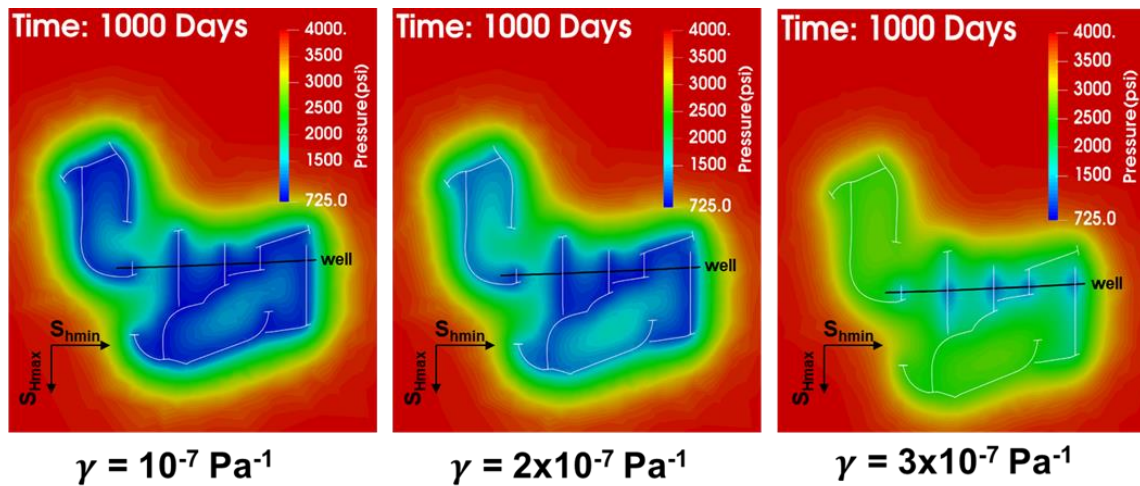 Time: 1000 Days
4000.
3500
3000
2500
2000
1500
725.0
Pressure(psi)
well
Shmin
SHmax
γ = 10⁻⁷ Pa⁻¹
Time: 1000 Days
4000.
3500
3000
2500
2000
1500
725.0
Pressure(psi)
well
Shmin
SHmax
γ = 2x10⁻⁷ Pa⁻¹
Time: 1000 Days
4000.
3500
3000
2500
2000
1500
725.0
Pressure(psi)
well
Shmin
SHmax
γ = 3x10⁻⁷ Pa⁻¹